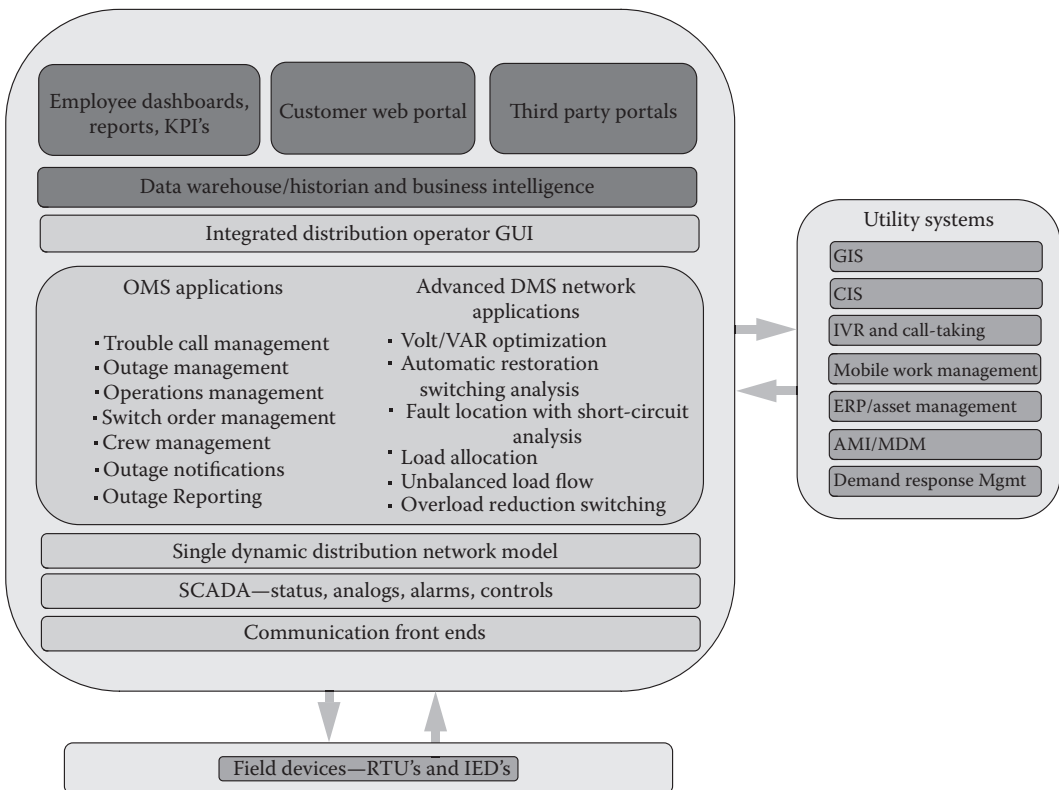 Employee dashboards,
reports, KPI's
Customer web portal
Third party portals
Data warehouse/historian and business intelligence
Integrated distribution operator GUI
OMS applications
▪ Trouble call management
▪ Outage management
▪ Operations management
▪ Switch order management
▪ Crew management
▪ Outage notifications
▪ Outage Reporting
Advanced DMS network
applications
▪ Volt/VAR optimization
▪ Automatic restoration
switching analysis
▪ Fault location with short-circuit
analysis
▪ Load allocation
▪ Unbalanced load flow
▪ Overload reduction switching
Single dynamic distribution network model
SCADA—status, analogs, alarms, controls
Communication front ends
Field devices—RTU's and IED's
Utility systems
GIS
CIS
IVR and call-taking
Mobile work management
ERP/asset management
AMI/MDM
Demand response Mgmt